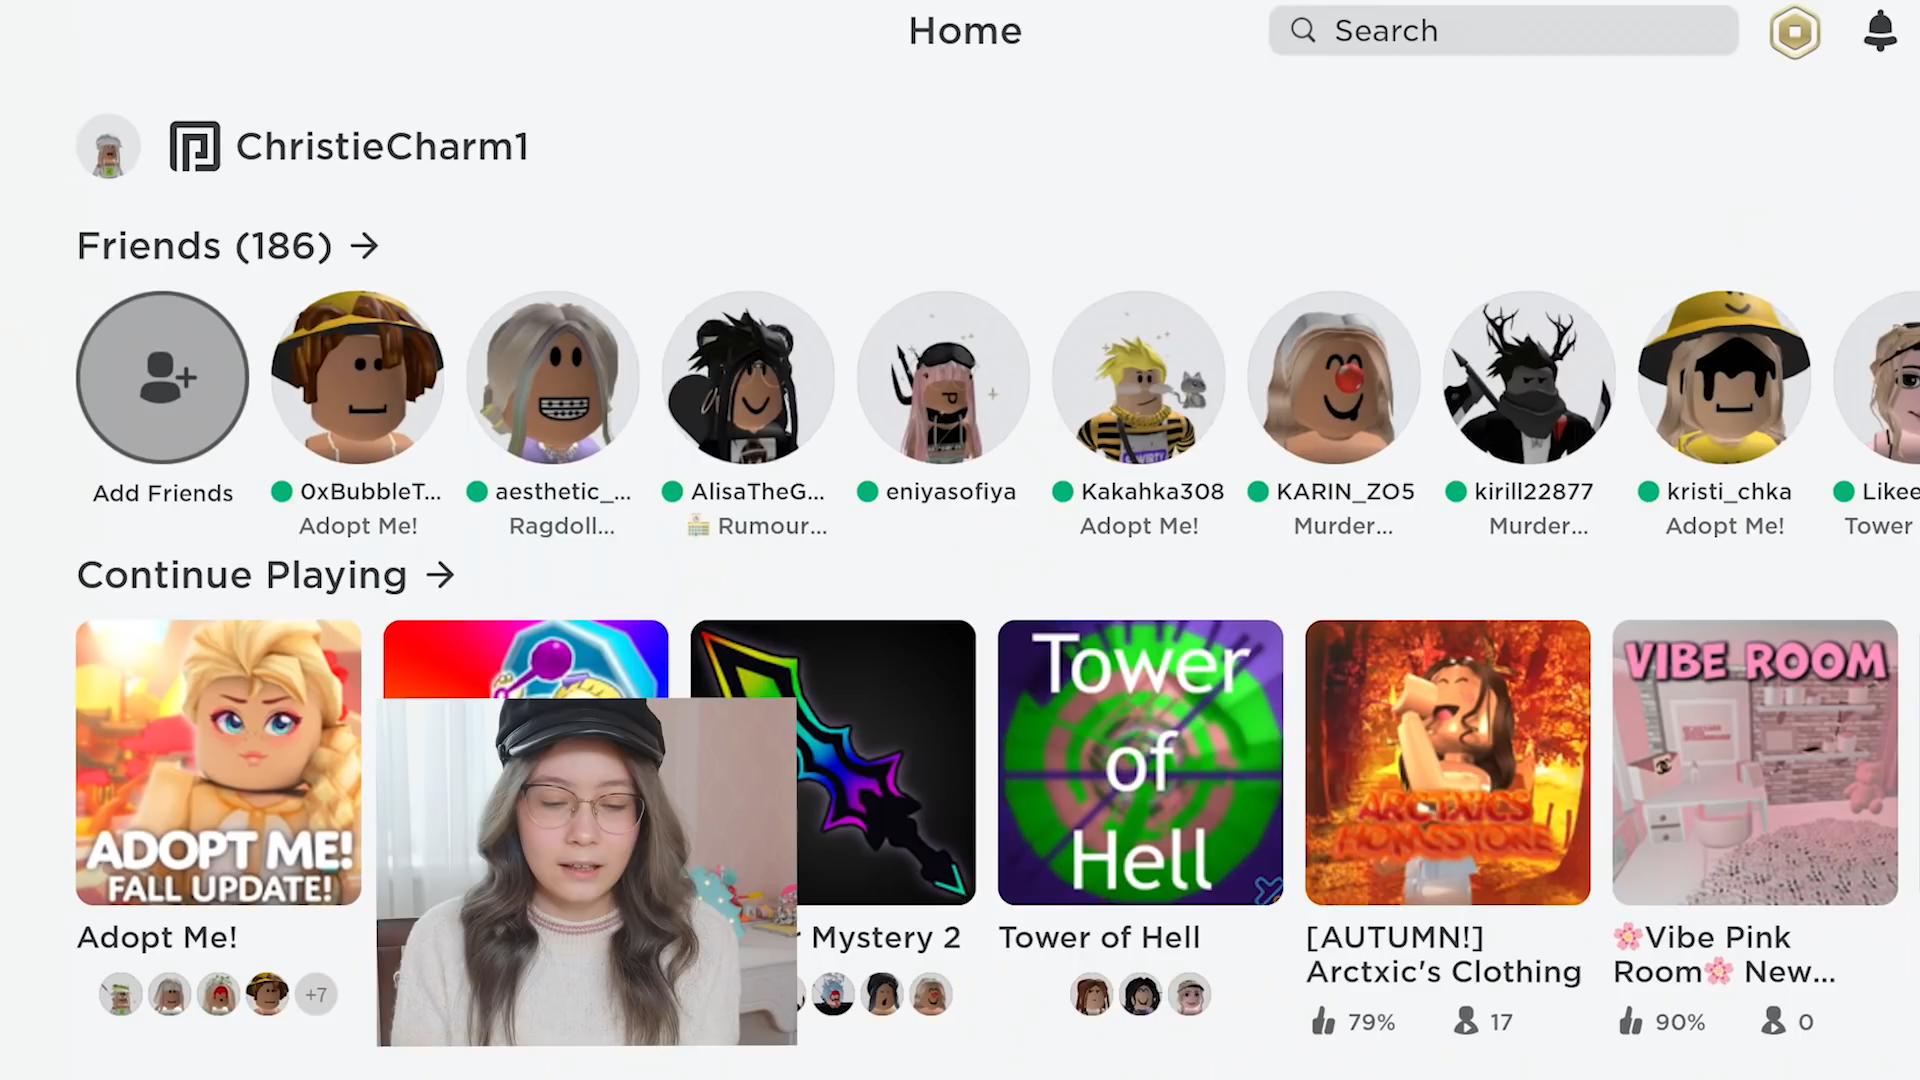 Home
Search
ChristieCharm1
Friends (186) →
Add Friends
0xBubbleT...
aesthetic_...
AlisaTheG...
eniyasofiya
Kakahka308
KARIN_ZO5
kirill22877
kristi_chka
Likee
Adopt Me!
Ragdoll...
Rumour...
Adopt Me!
Murder...
Murder...
Adopt Me!
Tower
Continue Playing →
ADOPT ME!
FALL UPDATE!
Tower
of
Hell
ARCTXICS
HOMESTORE
VIBE ROOM
Adopt Me!
r Mystery 2
Tower of Hell
[AUTUMN!]
Arctxic's Clothing
🌸Vibe Pink
Room🌸 New...
+7
79%
17
90%
0